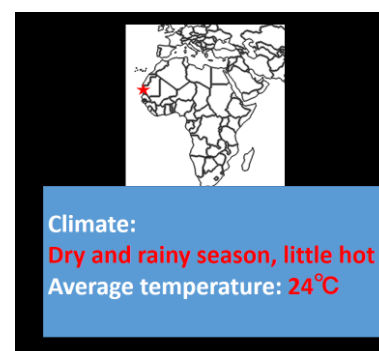 Climate:
Dry and rainy season, little hot
Average temperature: 24℃